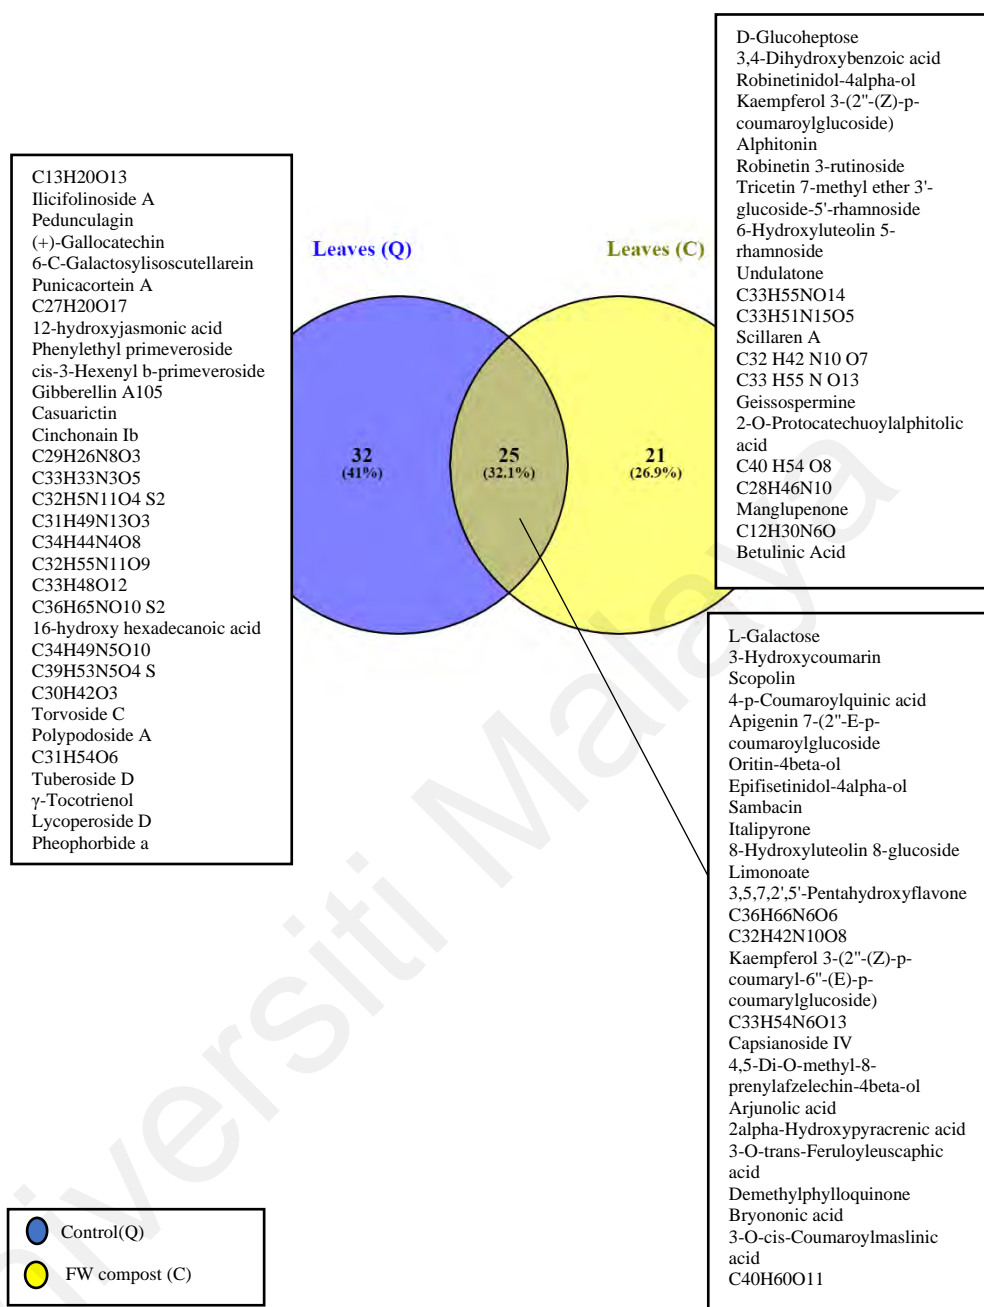 D-Glucoheptose
3,4-Dihydroxybenzoic acid
Robinetinidol-4alpha-ol
Kaempferol 3-(2''-(Z)-p-
coumaroylglucoside)
Alphitonin
Robinetin 3-rutinoside
Tricetin 7-methyl ether 3'-
glucoside-5'-rhamnoside
6-Hydroxyluteolin 5-
rhamnoside
Undulatone
C33H55NO14
C33H51N15O5
Scillaren A
C32 H42 N10 O7
C33 H55 N O13
Geissospermine
2-O-Protocatechuoylalphitolic
acid
C40 H54 O8
C28H46N10
Manglupenone
C12H30N6O
Betulinic Acid
C13H20O13
Ilicifolinoside A
Pedunculagin
(+)-Gallocatechin
6-C-Galactosylisoscutellarein
Punicacortein A
C27H20O17
12-hydroxyjasmonic acid
Phenylethyl primeveroside
cis-3-Hexenyl b-primeveroside
Gibberellin A105
Casuarictin
Cinchonain Ib
C29H26N8O3
C33H33N3O5
C32H5N11O4 S2
C31H49N13O3
C34H44N4O8
C32H55N11O9
C33H48O12
C36H65NO10 S2
16-hydroxy hexadecanoic acid
C34H49N5O10
C39H53N5O4 S
C30H42O3
Torvoside C
Polypodoside A
C31H54O6
Tuberoside D
γ-Tocotrienol
Lycoperoside D
Pheophorbide a
Leaves (Q)
Leaves (C)
32
(41%)
25
(32.1%)
21
(26.9%)
L-Galactose
3-Hydroxycoumarin
Scopolin
4-p-Coumaroylquinic acid
Apigenin 7-(2''-E-p-
coumaroylglucoside
Oritin-4beta-ol
Epifisetinidol-4alpha-ol
Sambacin
Italipyrone
8-Hydroxyluteolin 8-glucoside
Limonoate
3,5,7,2',5'-Pentahydroxyflavone
C36H66N6O6
C32H42N10O8
Kaempferol 3-(2''-(Z)-p-
coumaryl-6''-(E)-p-
coumarylglucoside)
C33H54N6O13
Capsianoside IV
4,5-Di-O-methyl-8-
prenylafzelechin-4beta-ol
Arjunolic acid
2alpha-Hydroxypyracrenic acid
3-O-trans-Feruloyleuscaphic
acid
Demethylphylloquinone
Bryononic acid
3-O-cis-Coumaroylmaslinic
acid
C40H60O11
Control(Q)
FW compost (C)
niversiti Malaya